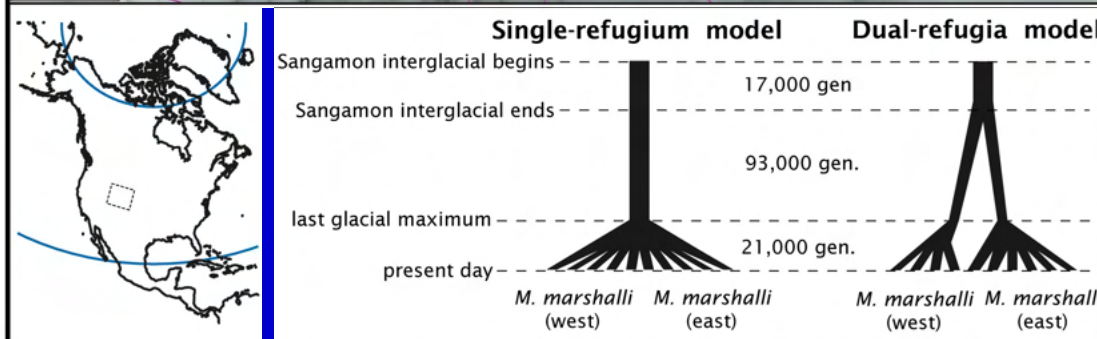 Single-refugium model
Dual-refugia model
Sangamon interglacial begins
17,000 gen
Sangamon interglacial ends
93,000 gen.
last glacial maximum
21,000 gen.
present day
M. marshalli
(west)
M. marshalli
(east)
M. marshalli
(west)
M. marshall
(east)